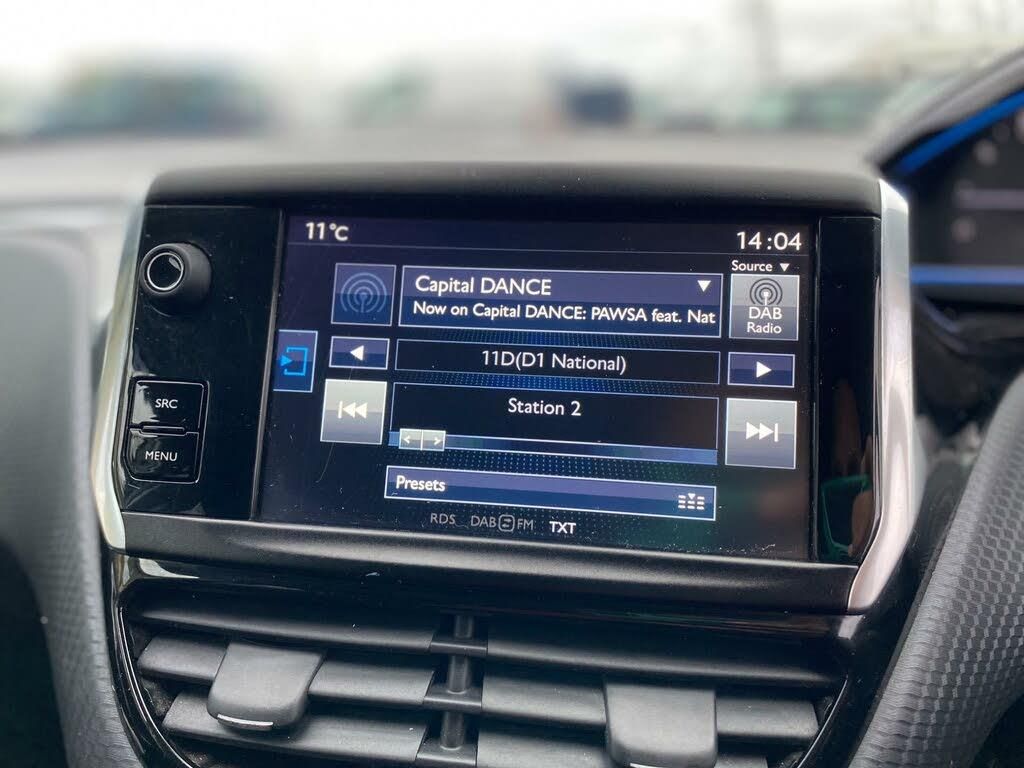 11°C
14:04
Source ▼
Capital DANCE ▼
Now on Capital DANCE: PAWSA feat. Nat
DAB
Radio
11D(D1 National)
SRC
Station 2
MENU
Presets
RDS DAB FM TXT